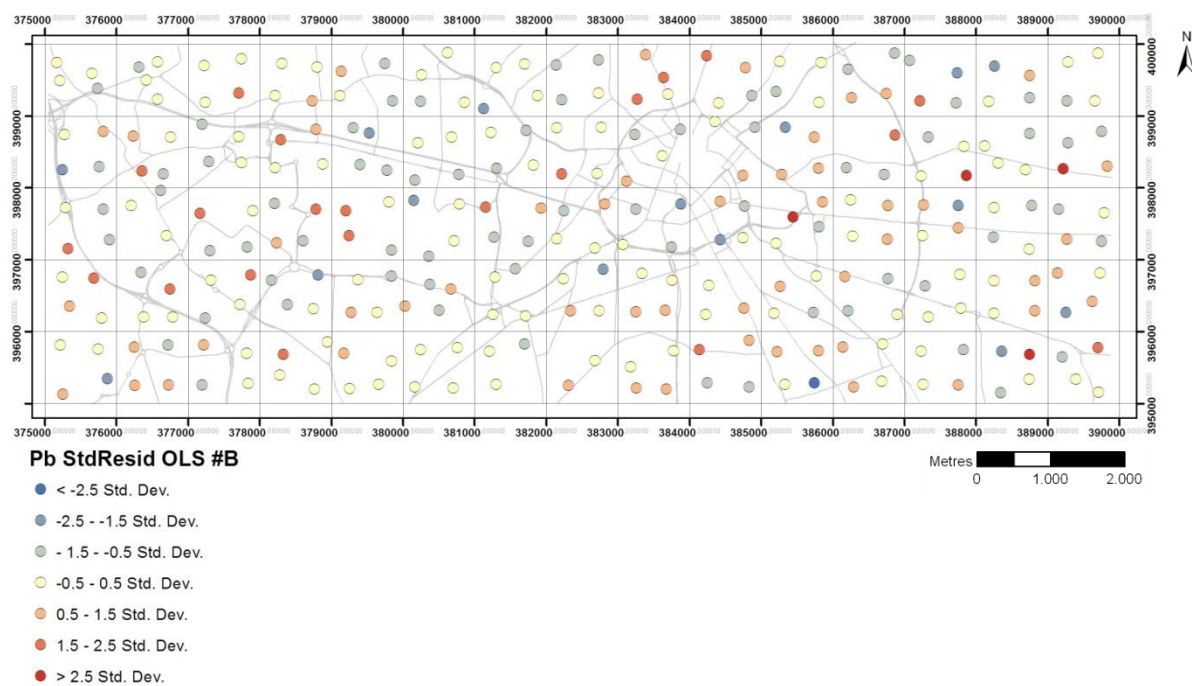 375000 376000 377000 378000 379000 380000 381000 382000 383000 384000 385000 386000 387000 388000 389000 390000
N
400000
400000
399000
399000
398000
398000
397000
397000
396000
396000
395000
395000
375000 376000 377000 378000 379000 380000 381000 382000 383000 384000 385000 386000 387000 388000 389000 390000
Pb StdResid OLS #B
Metres
0 1.000 2.000
< -2.5 Std. Dev.
-2.5 - -1.5 Std. Dev.
- 1.5 - -0.5 Std. Dev.
-0.5 - 0.5 Std. Dev.
0.5 - 1.5 Std. Dev.
1.5 - 2.5 Std. Dev.
> 2.5 Std. Dev.